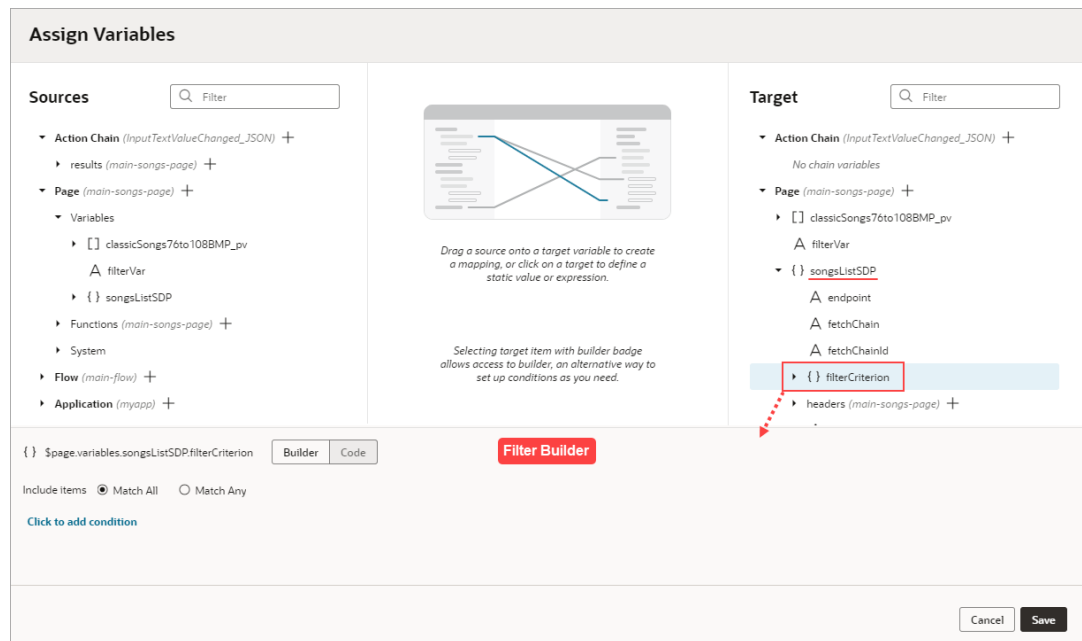 Assign Variables
Sources
Filter
Action Chain (InputTextValueChanged_JSON) +
results (main-songs-page) +
Page (main-songs-page) +
Variables
[] classicSongs76to108BMP_pv
A filterVar
{ } songsListSDP
Functions (main-songs-page) +
System
Flow (main-flow) +
Application (myapp) +
Drag a source onto a target variable to create
a mapping, or click on a target to define a
static value or expression.
Selecting target item with builder badge
allows access to builder, an alternative way to
set up conditions as you need.
Target
Filter
Action Chain (InputTextValueChanged_JSON) +
No chain variables
Page (main-songs-page) +
[] classicSongs76to108BMP_pv
A filterVar
{ } songsListSDP
A endpoint
A fetchChain
A fetchChainId
{ } filterCriterion
headers (main-songs-page) +
{ } $page.variables.songsListSDP.filterCriterion
Builder Code
Filter Builder
Include items Match All Match Any
Click to add condition
Cancel Save